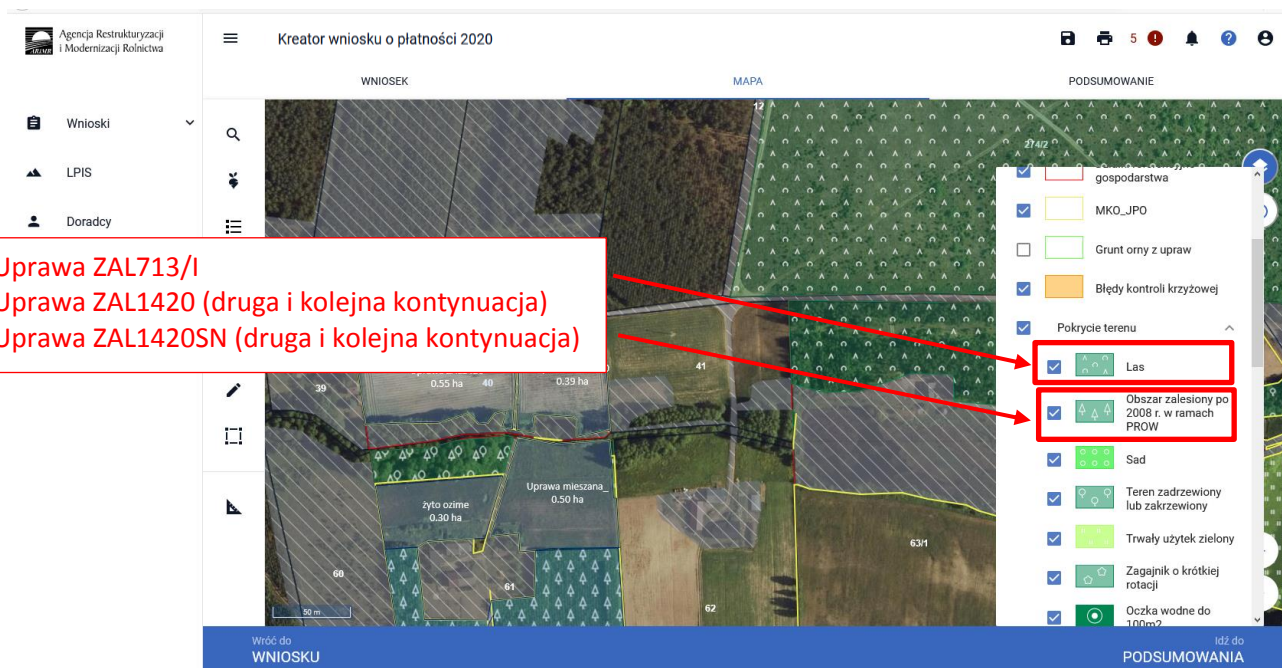 Agencja Restrukturyzacji
i Modernizacji Rolnictwa
ARiMR
Kreator wniosku o płatności 2020
5
WNIOSEK
MAPA
PODSUMOWANIE
Wnioski
LPIS
Doradcy
12
274/2
gospodarstwa
MKO_JPO
Grunt orny z upraw
Błędy kontroli krzyżowej
Pokrycie terenu
Las
Obszar zalesiony po
2008 r. w ramach
PROW
Sad
Teren zadrzewiony
lub zakrzewiony
Trwały użytek zielony
Zagajnik o krótkiej
rotacji
Oczka wodne do
100m2
Uprawa ZAL713/I
Uprawa ZAL1420 (druga i kolejna kontynuacja)
Uprawa ZAL1420SN (druga i kolejna kontynuacja)
39
0.55 ha
40
0.39 ha
41
Uprawa mieszana_
0.50 ha
żyto ozime
0.30 ha
60
61
62
63/1
50 m
Wróć do
WNIOSKU
Idź do
PODSUMOWANIA